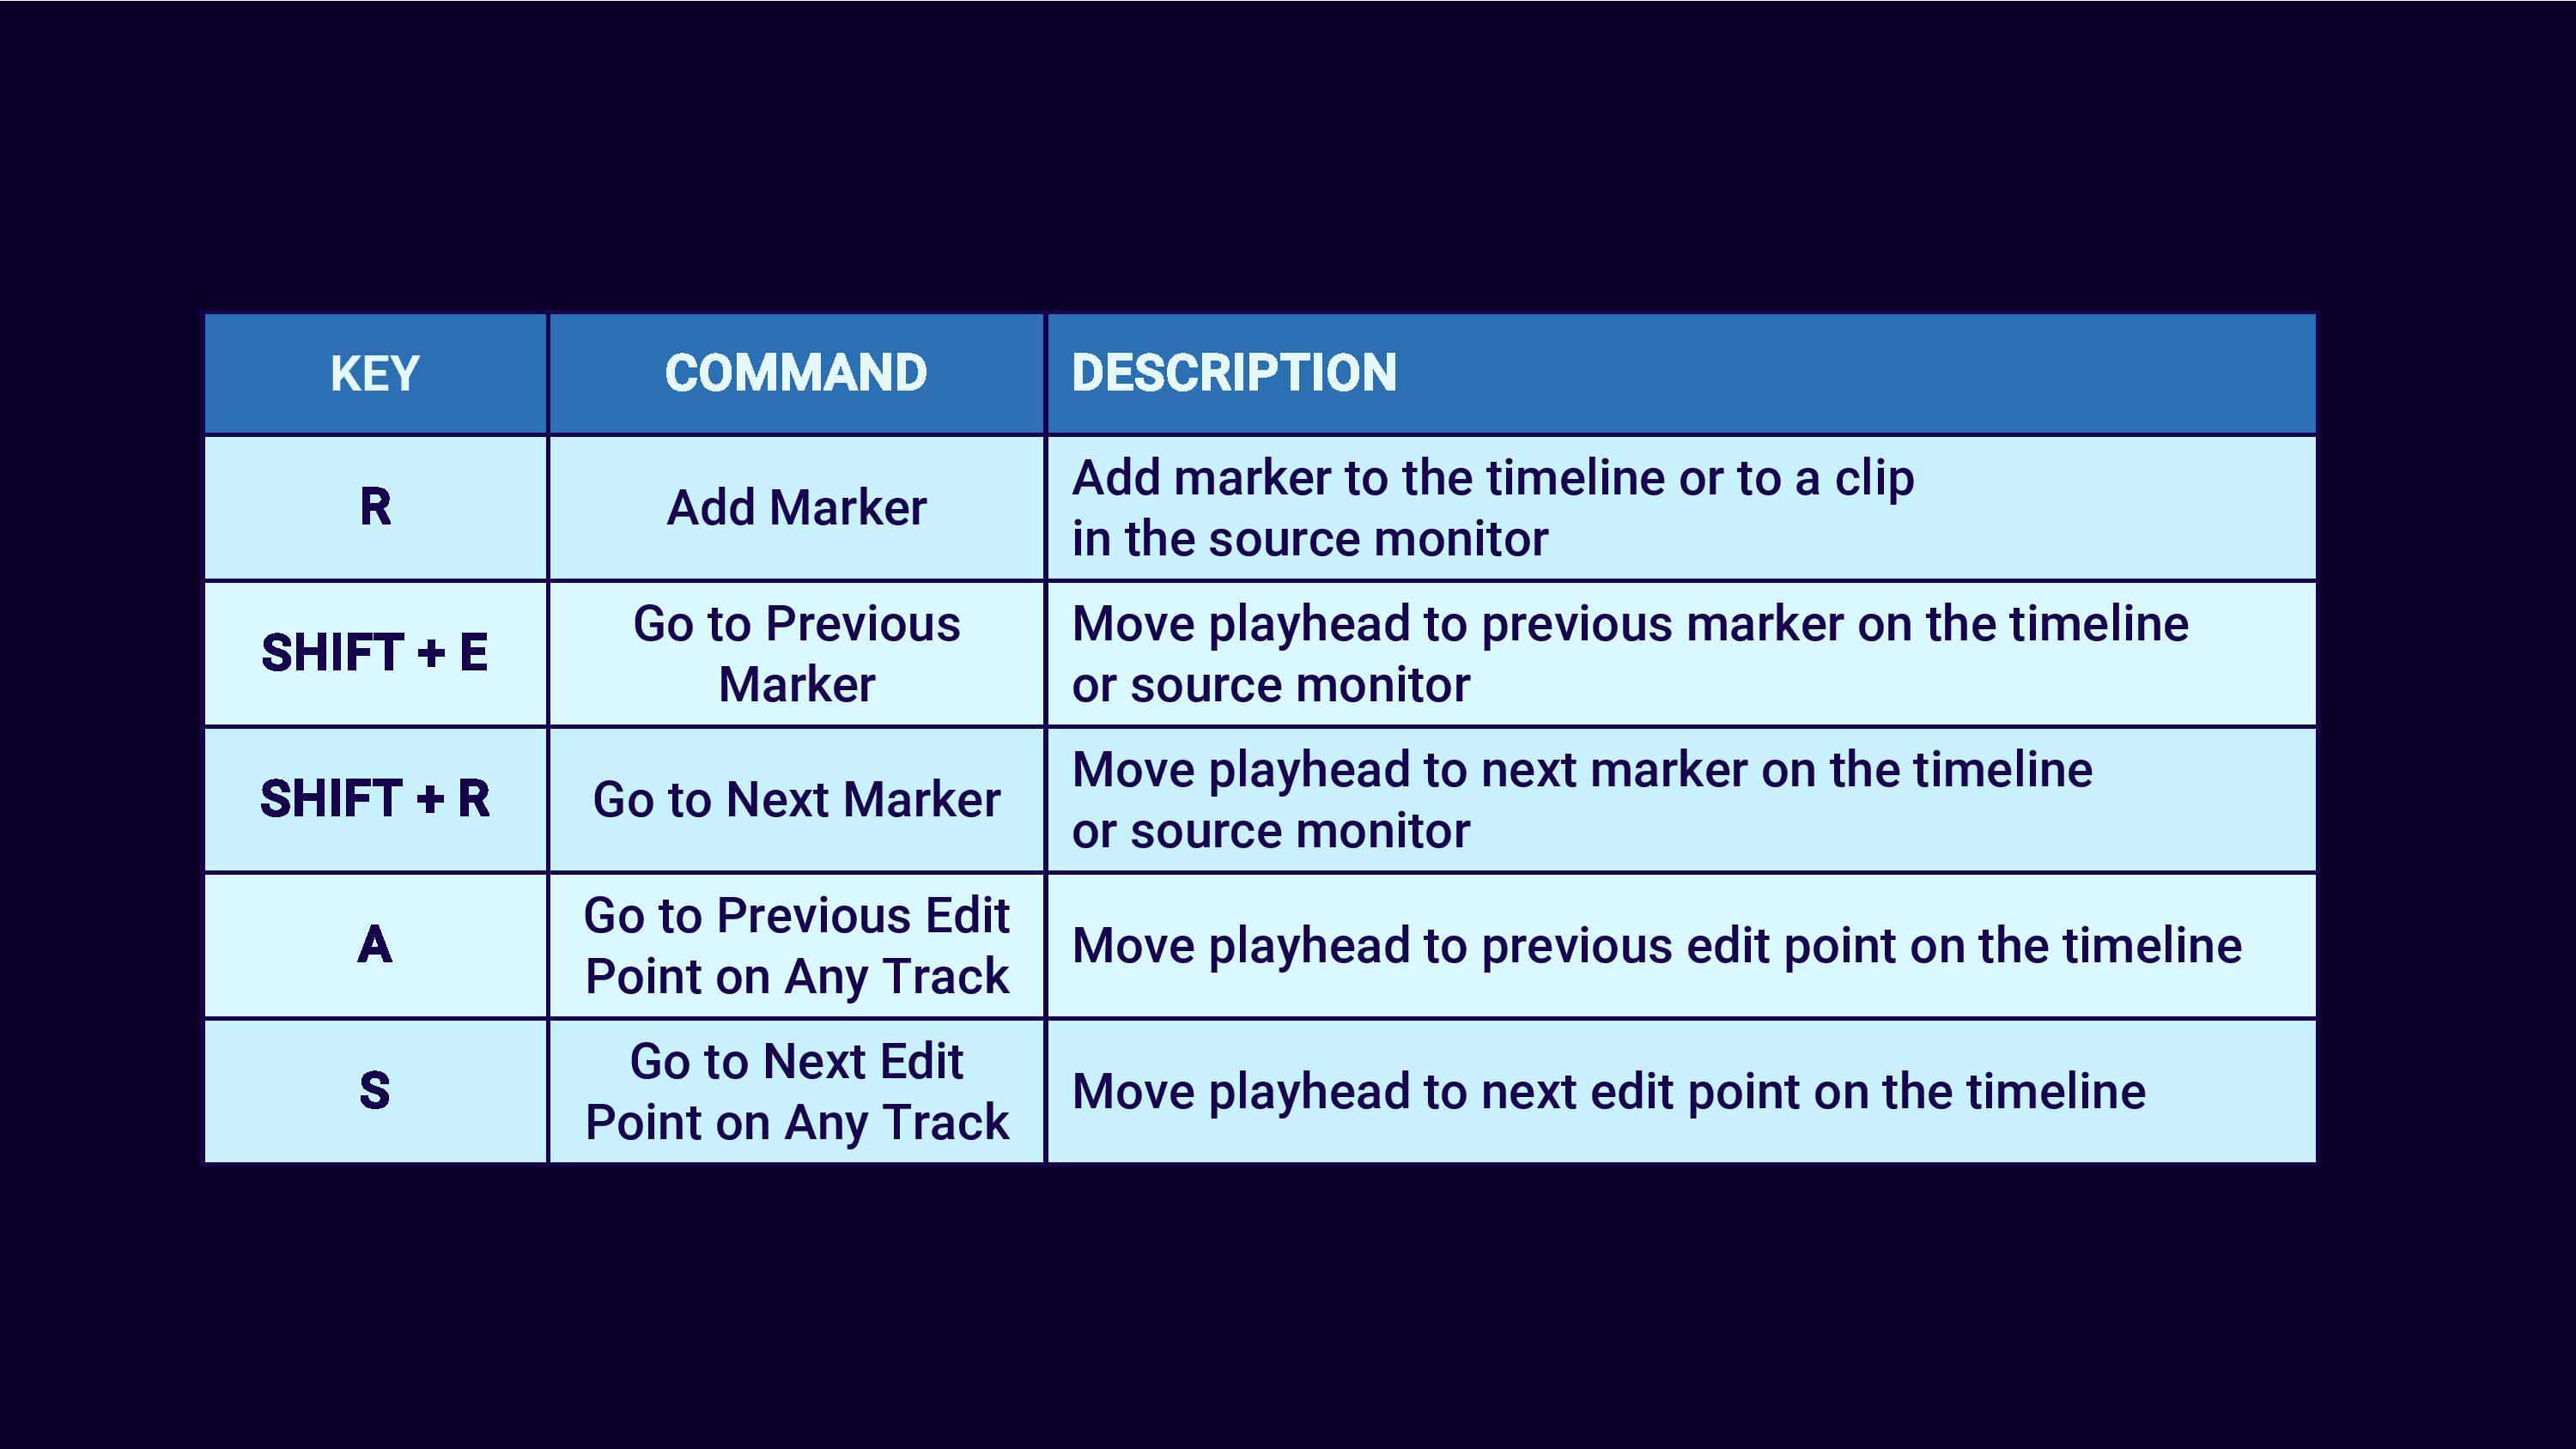 KEY COMMAND DESCRIPTION
R
Add Marker
Add marker to the timeline or to a clip
in the source monitor
SHIFT + E
Go to Previous
Marker
Move playhead to previous marker on the timeline
or source monitor
SHIFT + R
Go to Next Marker
Move playhead to next marker on the timeline
or source monitor
A
Go to Previous Edit
Point on Any Track
Move playhead to previous edit point on the timeline
S
Go to Next Edit
Point on Any Track
Move playhead to next edit point on the timeline